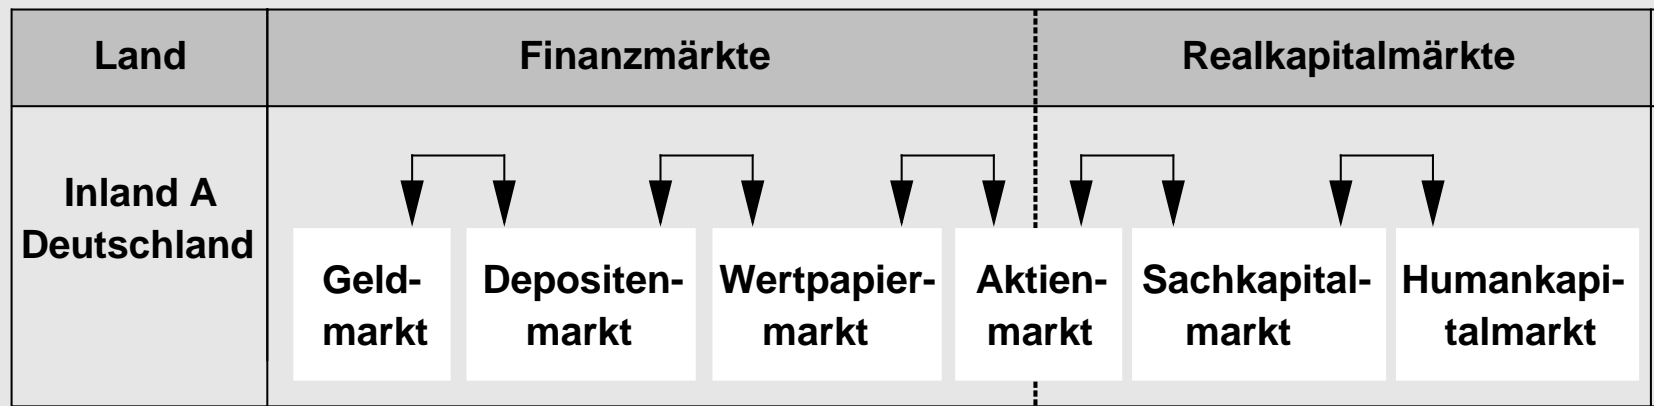 Land
Finanzmärkte
Realkapitalmärkte
Inland A
Deutschland
Geld-
markt
Depositen-
markt
Wertpapier-
markt
Aktien-
markt
Sachkapital-
markt
Humankapi-
talmarkt